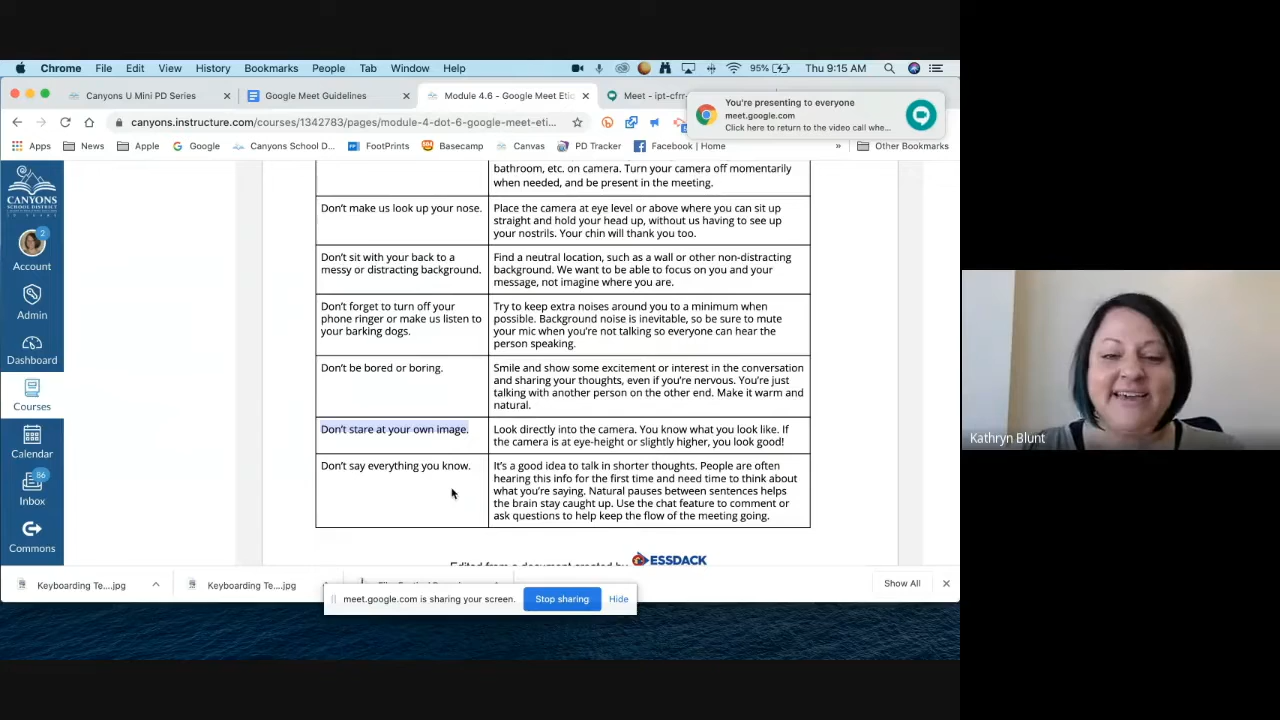 Chrome File Edit View History Bookmarks People Tab Window Help
95% Thu 9:15 AM
Canyons U Mini PD Series
Google Meet Guidelines
Module 4.6 - Google Meet Etic
Meet - ipt-cfrr-
You're presenting to everyone
meet.google.com
Click here to return to the video call whe...
canyons.instructure.com/courses/1342783/pages/module-4-dot-6-google-meet-eti...
Apps News Apple Google Canyons School D... FootPrints Basecamp Canvas PD Tracker Facebook | Home » Other Bookmarks
CANYONS
SCHOOL DISTRICT
2
Account
Admin
Dashboard
Courses
Calendar
86
Inbox
Commons
bathroom, etc. on camera. Turn your camera off momentarily
when needed, and be present in the meeting.
Don't make us look up your nose.
Place the camera at eye level or above where you can sit up
straight and hold your head up, without us having to see up
your nostrils. Your chin will thank you too.
Don't sit with your back to a
messy or distracting background.
Find a neutral location, such as a wall or other non-distracting
background. We want to be able to focus on you and your
message, not imagine where you are.
Don't forget to turn off your
phone ringer or make us listen to
your barking dogs.
Try to keep extra noises around you to a minimum when
possible. Background noise is inevitable, so be sure to mute
your mic when you're not talking so everyone can hear the
person speaking.
Don't be bored or boring.
Smile and show some excitement or interest in the conversation
and sharing your thoughts, even if you're nervous. You're just
talking with another person on the other end. Make it warm and
natural.
Don't stare at your own image.
Look directly into the camera. You know what you look like. If
the camera is at eye-height or slightly higher, you look good!
Don't say everything you know.
It's a good idea to talk in shorter thoughts. People are often
hearing this info for the first time and need time to think about
what you're saying. Natural pauses between sentences helps
the brain stay caught up. Use the chat feature to comment or
ask questions to help keep the flow of the meeting going.
Edited from a document created by ESSDACK
Keyboarding Te....jpg
Keyboarding Te....jpg
Show All
meet.google.com is sharing your screen.
Stop sharing
Hide
Kathryn Blunt